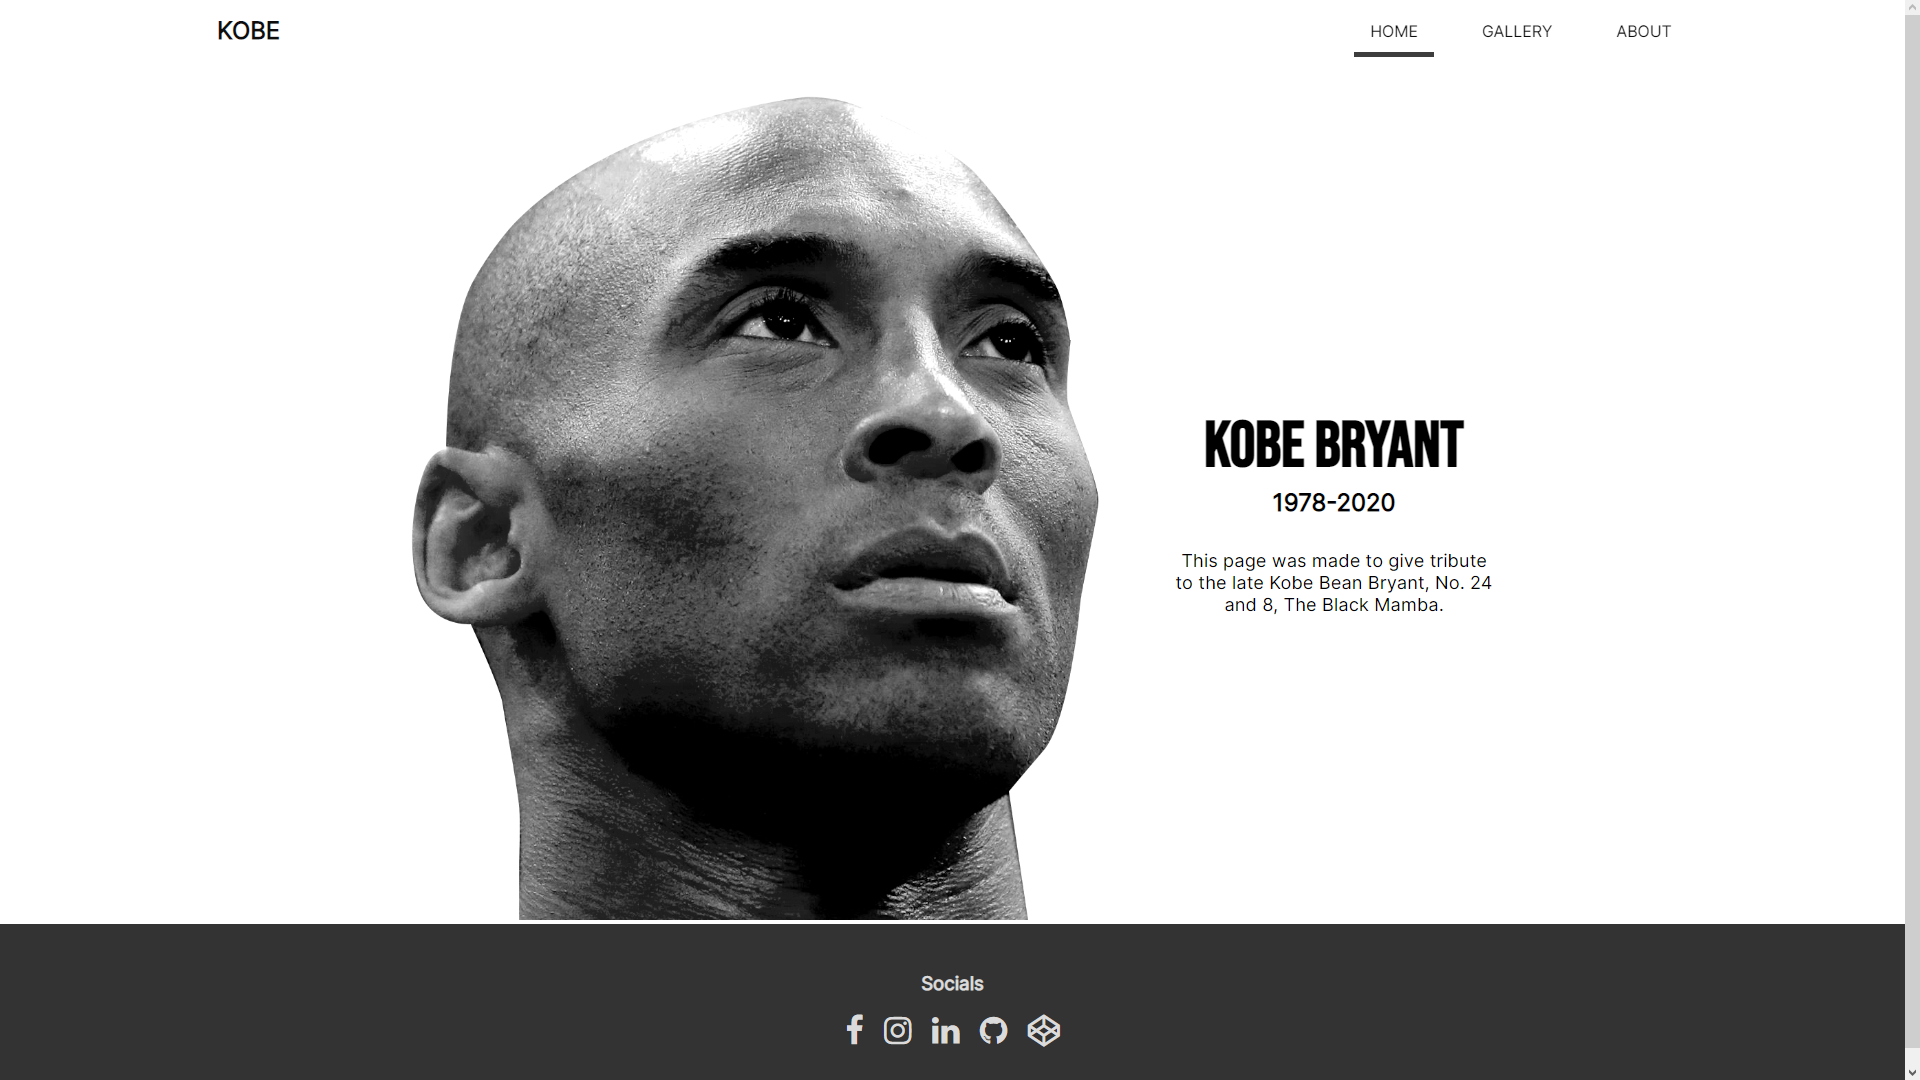 KOBE
HOME GALLERY ABOUT
KOBE BRYANT
1978-2020
This page was made to give tribute
to the late Kobe Bean Bryant, No. 24
and 8, The Black Mamba.
Socials